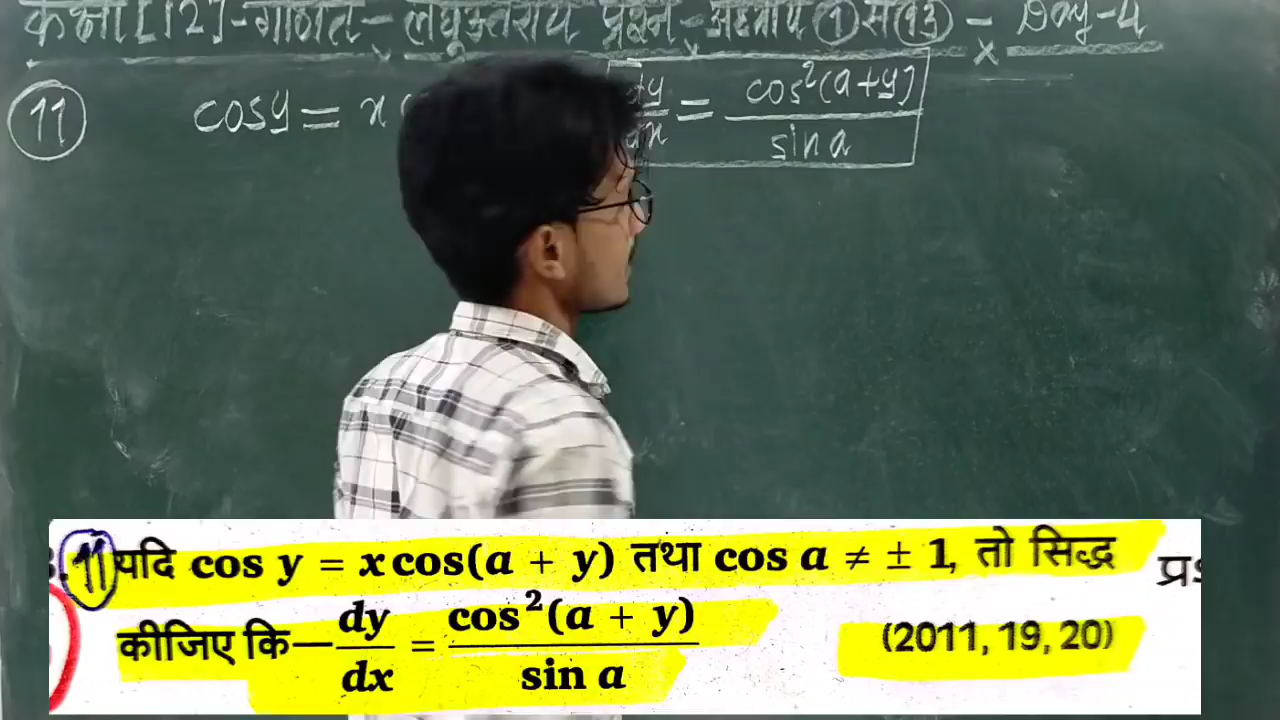 कक्षा [12]-गणित - लघुउत्तरीय प्रश्न - अध्याय ① से ⑬ - Day-4
11 cosy = x dy/dx = cos²(a+y)/sin a
11 यदि cos y = x cos(a + y) तथा cos a ≠ ± 1, तो सिद्ध
कीजिए कि— dy/dx = cos²(a + y)/sin a (2011, 19, 20)